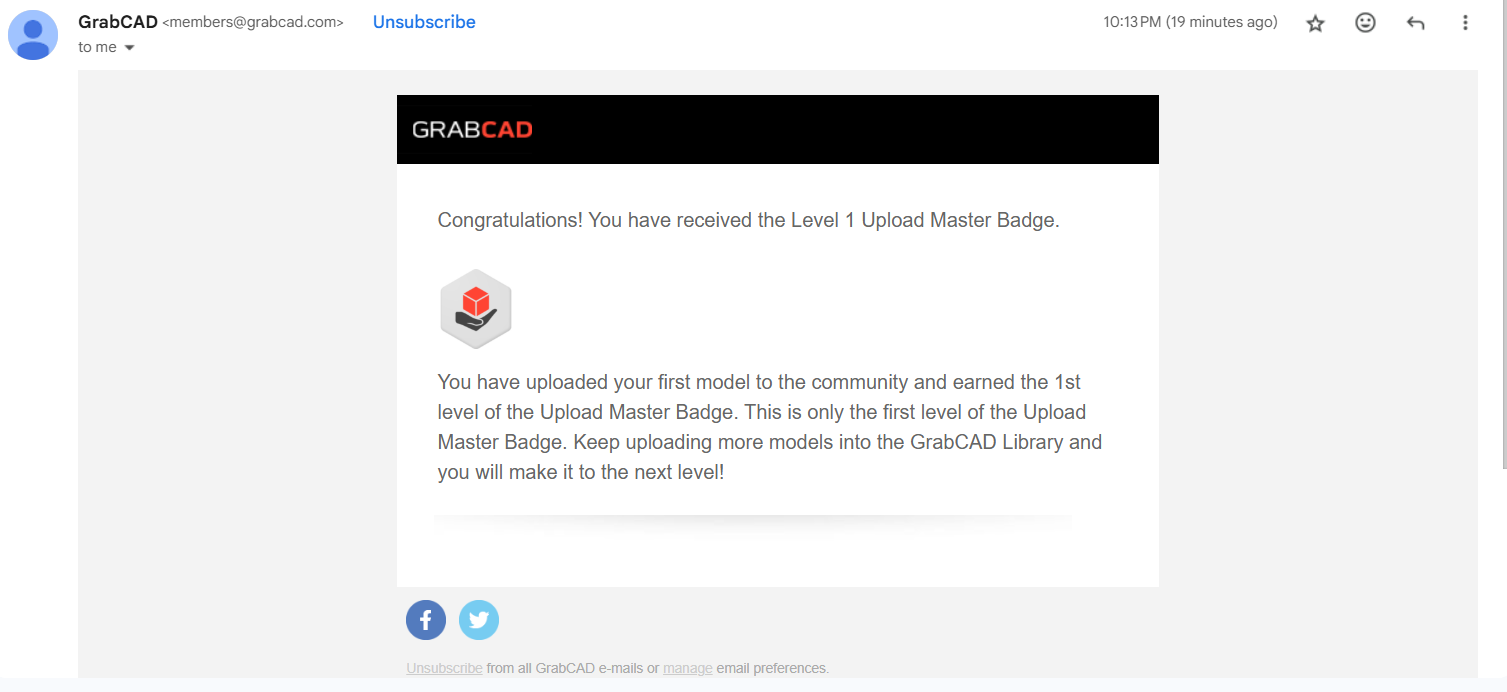 GrabCAD <members@grabcad.com> Unsubscribe 10:13 PM (19 minutes ago)
to me
GRABCAD
Congratulations! You have received the Level 1 Upload Master Badge.
You have uploaded your first model to the community and earned the 1st
level of the Upload Master Badge. This is only the first level of the Upload
Master Badge. Keep uploading more models into the GrabCAD Library and
you will make it to the next level!
Unsubscribe from all GrabCAD e-mails or manage email preferences.